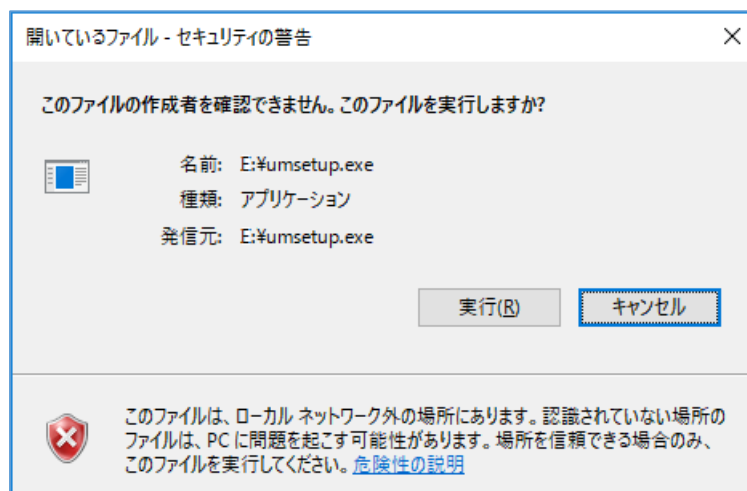 開いているファイル - セキュリティの警告
このファイルの作成者を確認できません。このファイルを実行しますか?
名前: E:¥umsetup.exe
種類: アプリケーション
発信元: E:¥umsetup.exe
実行(R) キャンセル
このファイルは、ローカル ネットワーク外の場所にあります。認識されていない場所の
ファイルは、PC に問題を起こす可能性があります。場所を信頼できる場合のみ、
このファイルを実行してください。危険性の説明